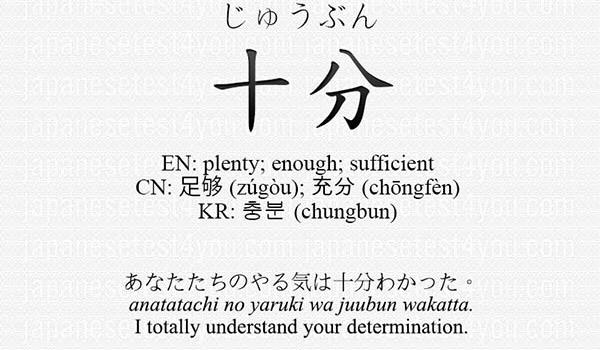 じゅうぶん
十分
EN: plenty; enough; sufficient
CN: 足够 (zúgòu); 充分 (chōngfèn)
KR: 충분 (chungbun)
あなたたちのやる気は十分わかった。
anatatachi no yaruki wa juubun wakatta.
I totally understand your determination.